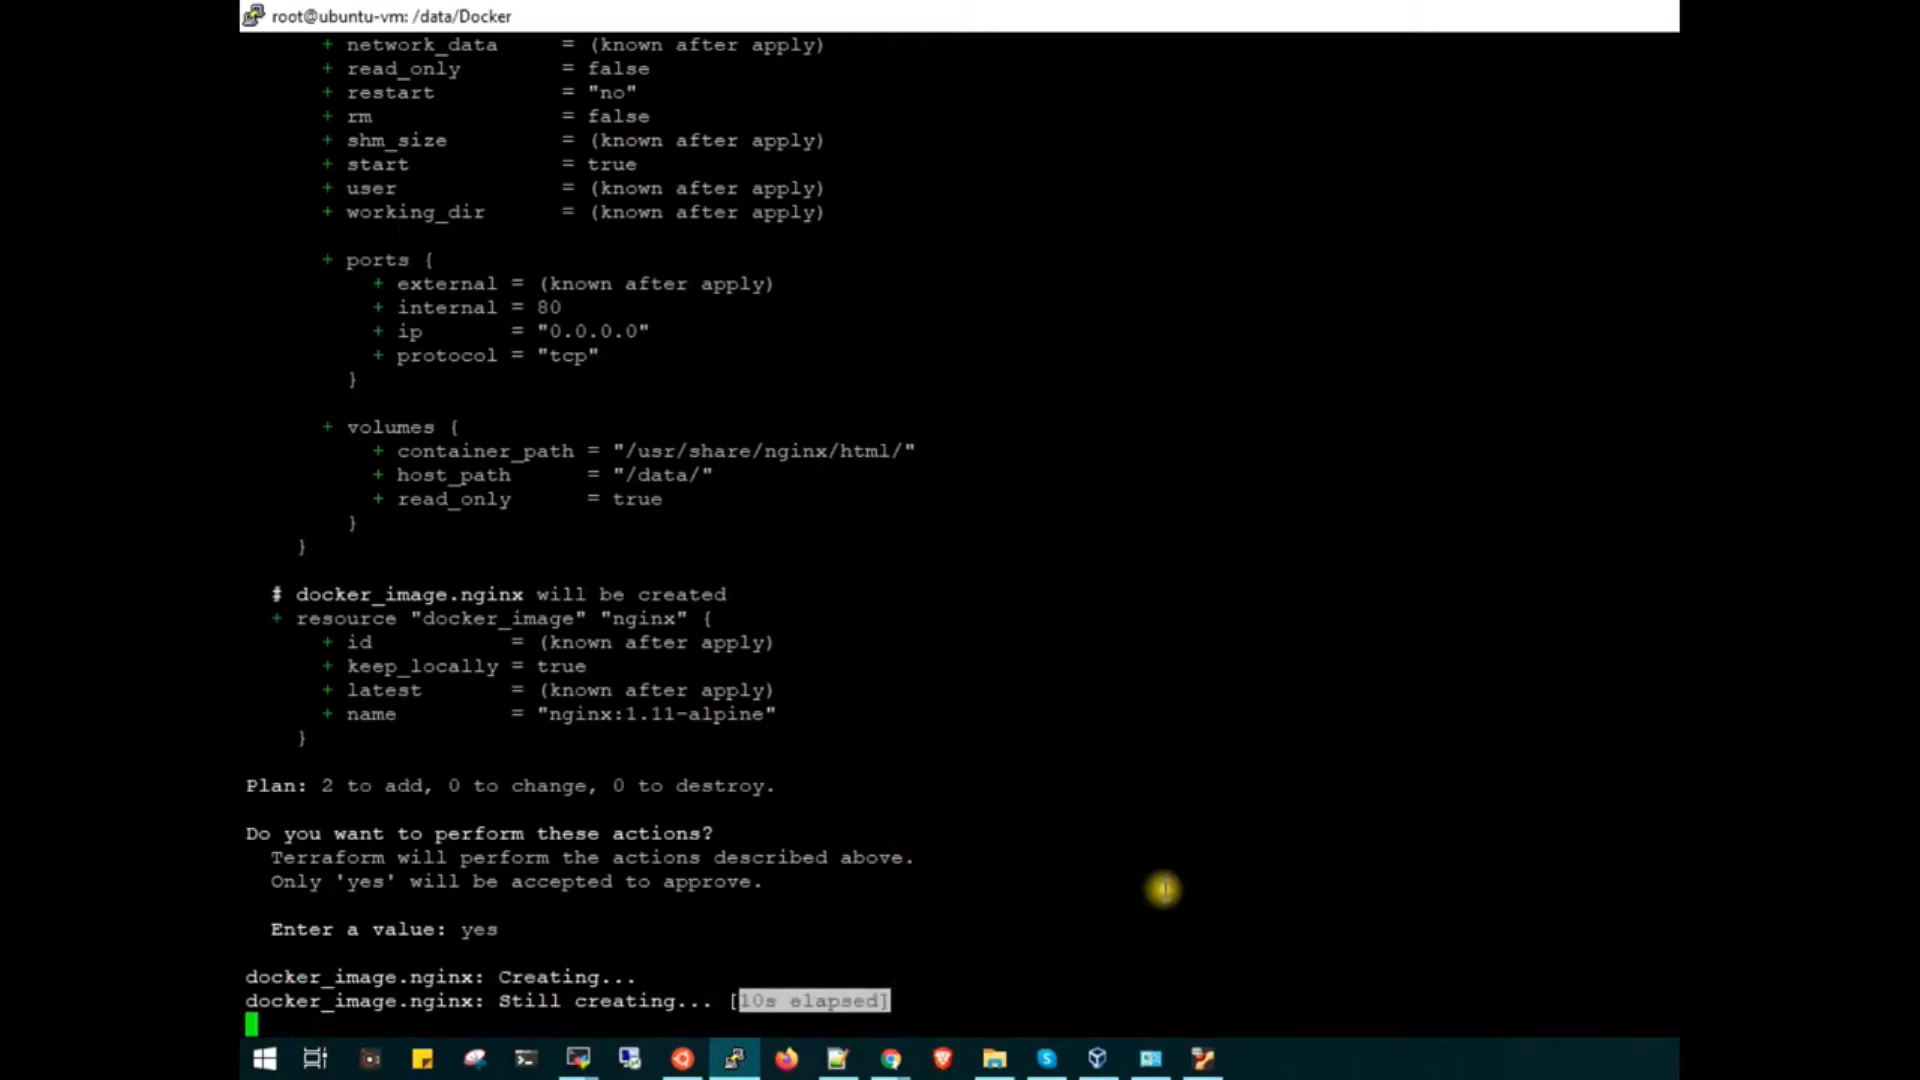 root@ubuntu-vm: /data/Docker
+ network_data = (known after apply)
+ read_only = false
+ restart = "no"
+ rm = false
+ shm_size = (known after apply)
+ start = true
+ user = (known after apply)
+ working_dir = (known after apply)
+ ports {
+ external = (known after apply)
+ internal = 80
+ ip = "0.0.0.0"
+ protocol = "tcp"
}
+ volumes {
+ container_path = "/usr/share/nginx/html/"
+ host_path = "/data/"
+ read_only = true
}
}
# docker_image.nginx will be created
+ resource "docker_image" "nginx" {
+ id = (known after apply)
+ keep_locally = true
+ latest = (known after apply)
+ name = "nginx:1.11-alpine"
}
Plan: 2 to add, 0 to change, 0 to destroy.
Do you want to perform these actions?
Terraform will perform the actions described above.
Only 'yes' will be accepted to approve.
Enter a value: yes
docker_image.nginx: Creating...
docker_image.nginx: Still creating... [10s elapsed]